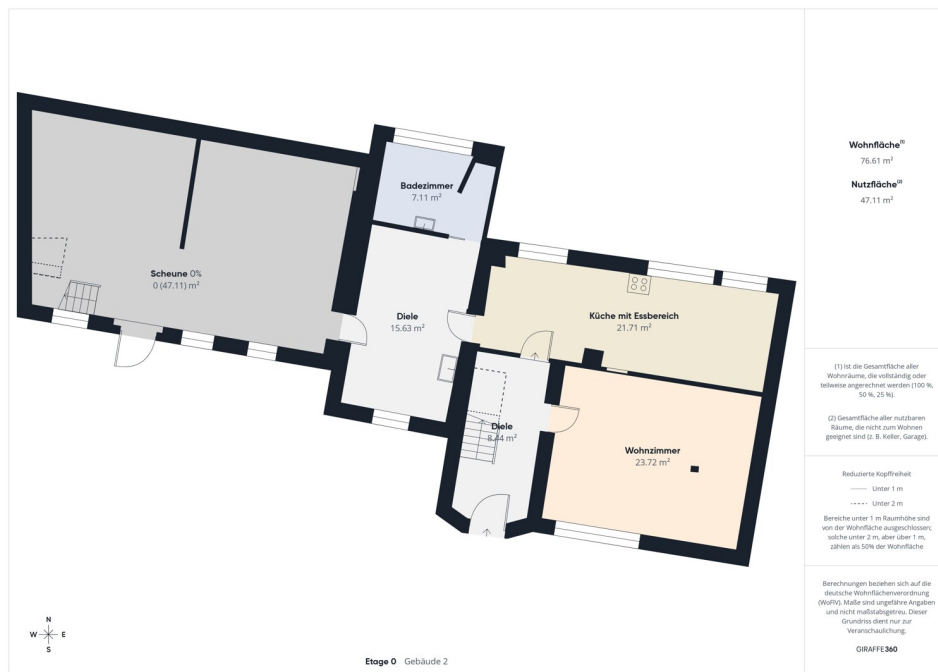 Badezimmer
7.11 m²
Scheune 0%
0 (47.11) m²
Diele
15.63 m²
Küche mit Essbereich
21.71 m²
Diele
8.44 m²
Wohnzimmer
23.72 m²
N
W E
S
Etage 0 Gebäude 2
Wohnfläche(1)
76.61 m²
Nutzfläche(2)
47.11 m²
(1) Ist die Gesamtfläche aller
Wohnräume, die vollständig oder
teilweise angerechnet werden (100 %,
50 %, 25 %).
(2) Gesamtfläche aller nutzbaren
Räume, die nicht zum Wohnen
geeignet sind (z. B. Keller, Garage).
Reduzierte Kopffreiheit
Unter 1 m
Unter 2 m
Bereiche unter 1 m Raumhöhe sind
von der Wohnfläche ausgeschlossen;
solche unter 2 m, aber über 1 m,
zählen als 50% der Wohnfläche
Berechnungen beziehen sich auf die
deutsche Wohnflächenverordnung
(WoFlV). Maße sind ungefähre Angaben
und nicht maßstabsgetreu. Dieser
Grundriss dient nur zur
Veranschaulichung.
GIRAFFE360